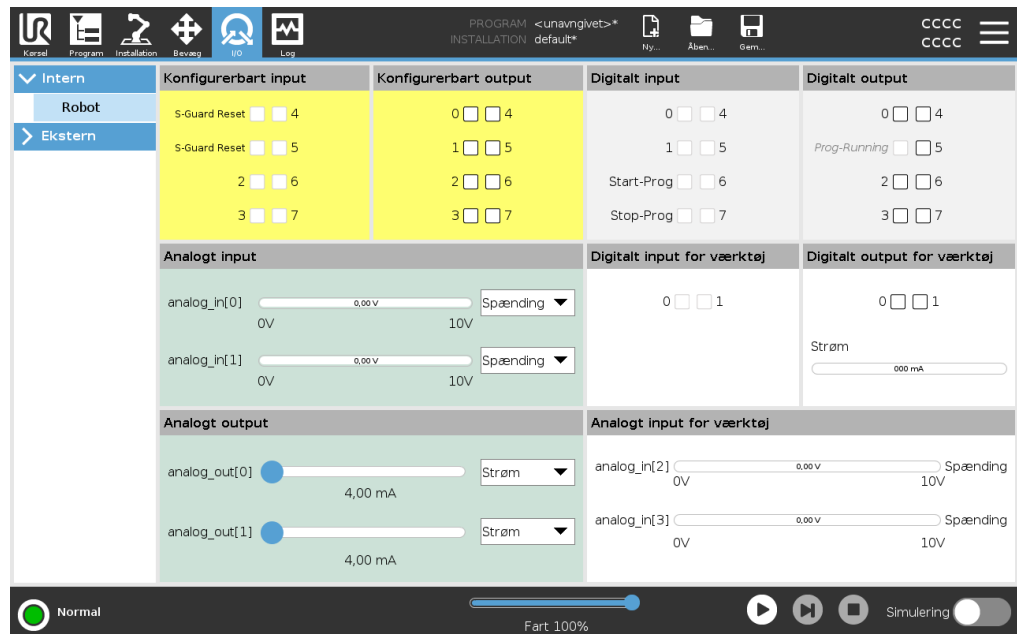 PROGRAM <unavngivet>*
INSTALLATION default*
CCCC
CCCC
Kørsel Program Installation Bevæg I/O Log Ny... Åben... Gem...
Intern
Robot
Ekstern
Konfigurerbart input
S-Guard Reset 4
S-Guard Reset 5
2 6
3 7
Konfigurerbart output
0 4
1 5
2 6
3 7
Digitalt input
0 4
1 5
Start-Prog 6
Stop-Prog 7
Digitalt output
0 4
Prog-Running 5
2 6
3 7
Analogt input
analog_in[0] 0,00 V Spænding
0V 10V
analog_in[1] 0,00 V Spænding
0V 10V
Digitalt input for værktøj
0 1
Digitalt output for værktøj
0 1
Strøm
000 mA
Analogt output
analog_out[0] Strøm
4,00 mA
analog_out[1] Strøm
4,00 mA
Analogt input for værktøj
analog_in[2] 0,00 V Spænding
0V 10V
analog_in[3] 0,00 V Spænding
0V 10V
Normal
Fart 100%
Simulering